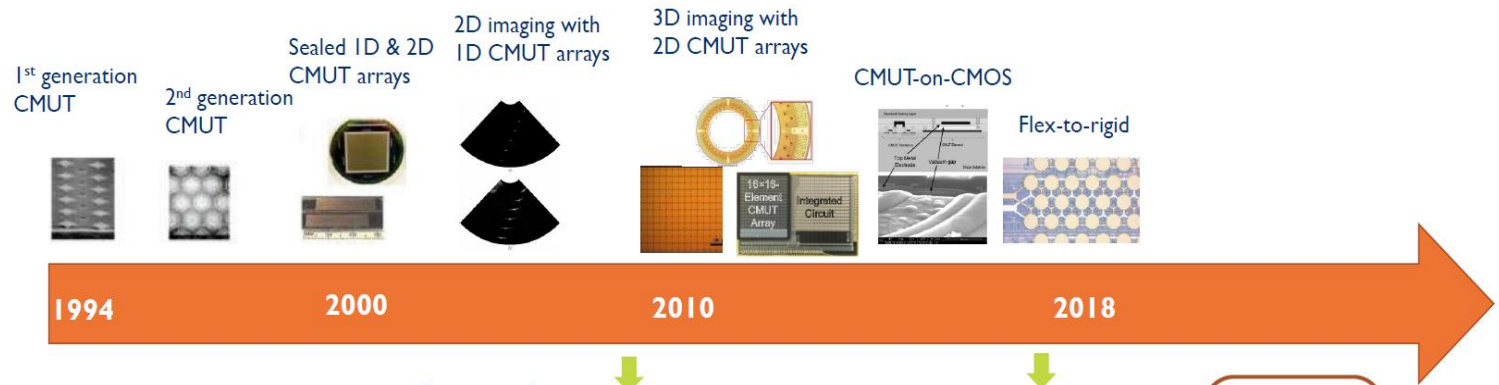 1st generation
CMUT
2nd generation
CMUT
Sealed 1D & 2D
CMUT arrays
2D imaging with
1D CMUT arrays
3D imaging with
2D CMUT arrays
16×16-
Element
CMUT
Array
Integrated
Circuit
CMUT-on-CMOS
Top Metal
Electrode
Vacuum gap
Flex-to-rigid
1994
2000
2010
2018